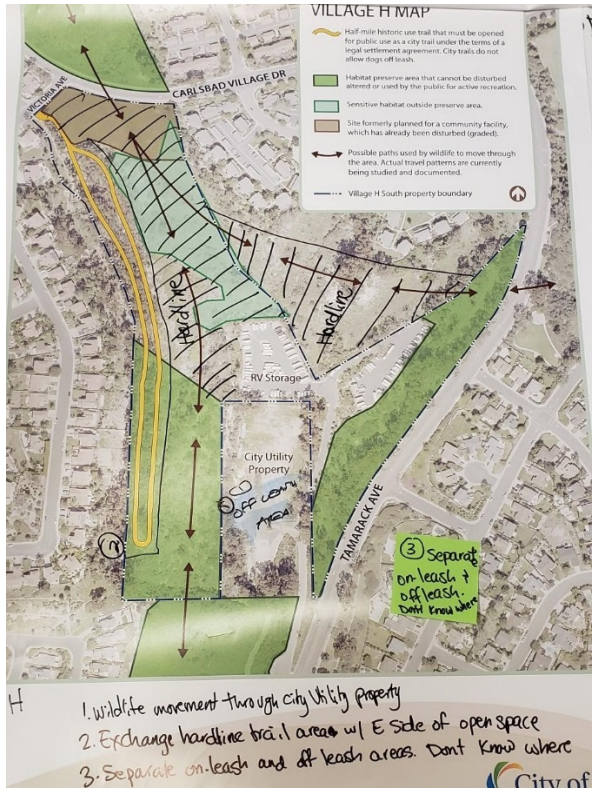 VILLAGE H MAP
Half-mile historic use trail that must be opened
for public use as a city trail under the terms of a
legal settlement agreement. City trails do not
allow dogs off leash.
Habitat preserve area that cannot be disturbed
altered or used by the public for active recreation.
Sensitive habitat outside preserve area.
Site formerly planned for a community facility,
which has already been disturbed (graded).
Possible paths used by wildlife to move through
the area. Actual travel patterns are currently
being studied and documented.
Village H South property boundary
VICTORIA AVE
CARLSBAD VILLAGE DR
Hardline
Hardline
RV Storage
City Utility
Property
OFF LEASH
AREA
TAMARACK AVE
2
3 Separate
on-leash +
off leash.
Dont Know where
H
1. Wildlife movement through City Utility property
2. Exchange hardline trail area w/ E Side of open space
3. Separate on-leash and off leash areas. Dont Know where
City of